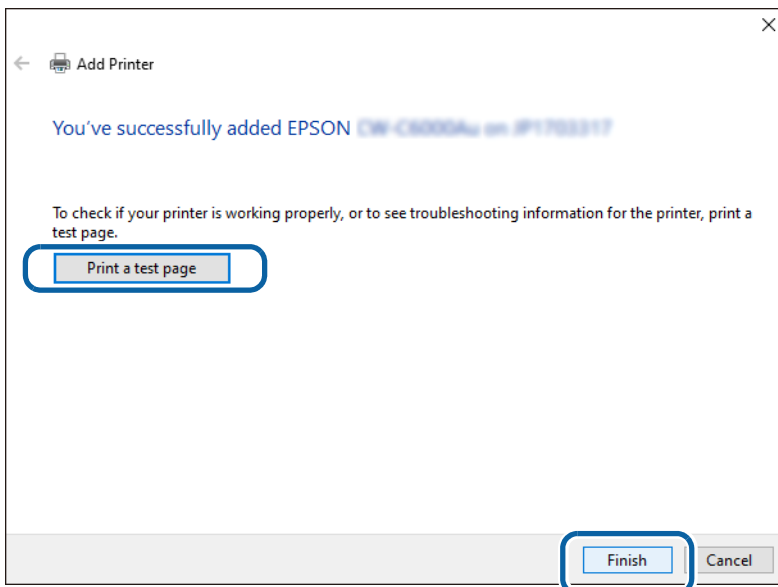 Add Printer
You've successfully added EPSON
To check if your printer is working properly, or to see troubleshooting information for the printer, print a
test page.
Print a test page
Finish
Cancel